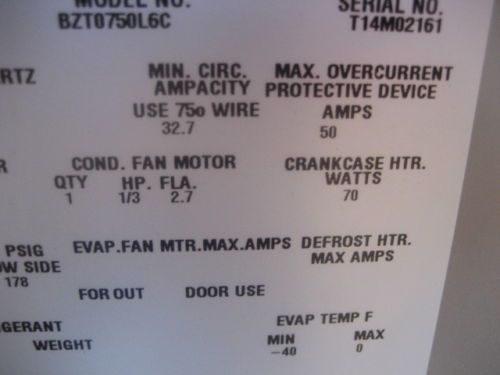 MODEL NO. SERIAL NO.
BZT0750L6C T14M02161
RTZ MIN. CIRC. MAX. OVERCURRENT
AMPACITY PROTECTIVE DEVICE
USE 75o WIRE AMPS
32.7 50
R COND. FAN MOTOR CRANKCASE HTR.
QTY HP. FLA. WATTS
1 1/3 2.7 70
PSIG EVAP.FAN MTR.MAX.AMPS DEFROST HTR.
OW SIDE MAX AMPS
178
FOR OUT DOOR USE
GERANT EVAP TEMP F
WEIGHT MIN MAX
-40 0